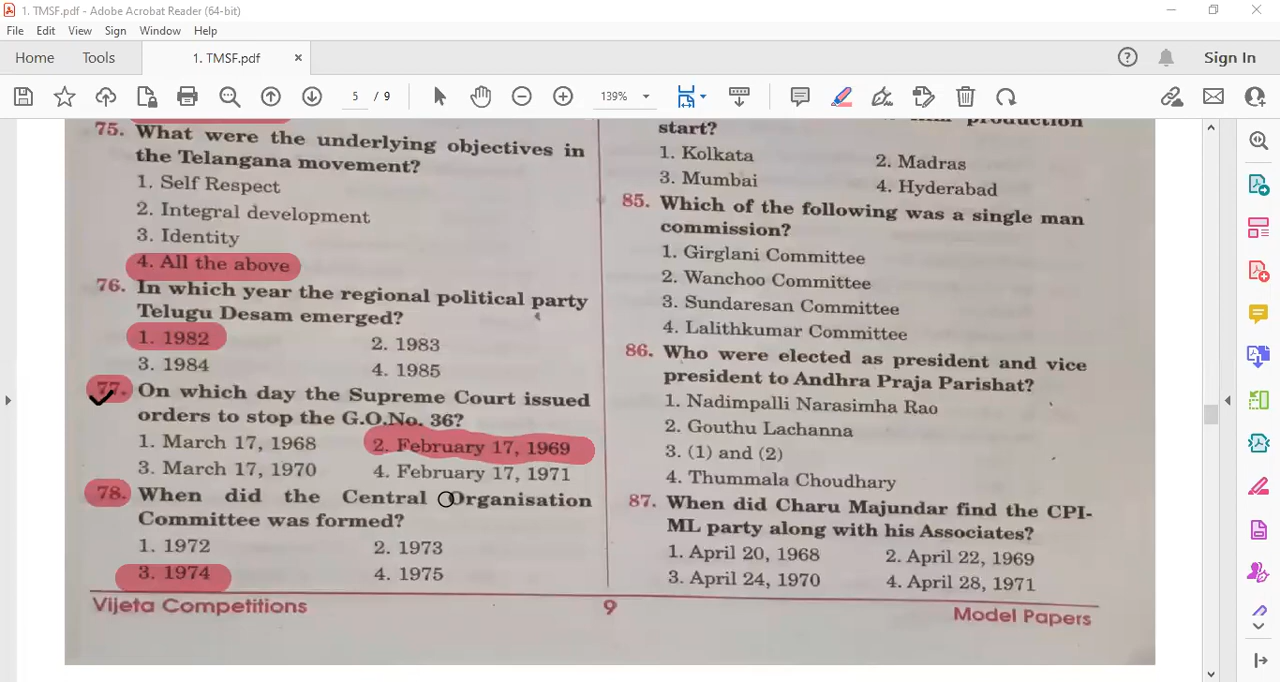 1. TMSF.pdf - Adobe Acrobat Reader (64-bit)
File Edit View Sign Window Help
Home Tools 1. TMSF.pdf × Sign In
5 / 9 139%
75. What were the underlying objectives in
the Telangana movement?
1. Self Respect
2. Integral development
3. Identity
4. All the above
76. In which year the regional political party
Telugu Desam emerged?
1. 1982 2. 1983
3. 1984 4. 1985
77. On which day the Supreme Court issued
orders to stop the G.O.No. 36?
1. March 17, 1968 2. February 17, 1969
3. March 17, 1970 4. February 17, 1971
78. When did the Central Organisation
Committee was formed?
1. 1972 2. 1973
3. 1974 4. 1975
production
start?
1. Kolkata 2. Madras
3. Mumbai 4. Hyderabad
85. Which of the following was a single man
commission?
1. Girglani Committee
2. Wanchoo Committee
3. Sundaresan Committee
4. Lalithkumar Committee
86. Who were elected as president and vice
president to Andhra Praja Parishat?
1. Nadimpalli Narasimha Rao
2. Gouthu Lachanna
3. (1) and (2)
4. Thummala Choudhary
87. When did Charu Majundar find the CPI-
ML party along with his Associates?
1. April 20, 1968 2. April 22, 1969
3. April 24, 1970 4. April 28, 1971
Vijeta Competitions 9 Model Papers